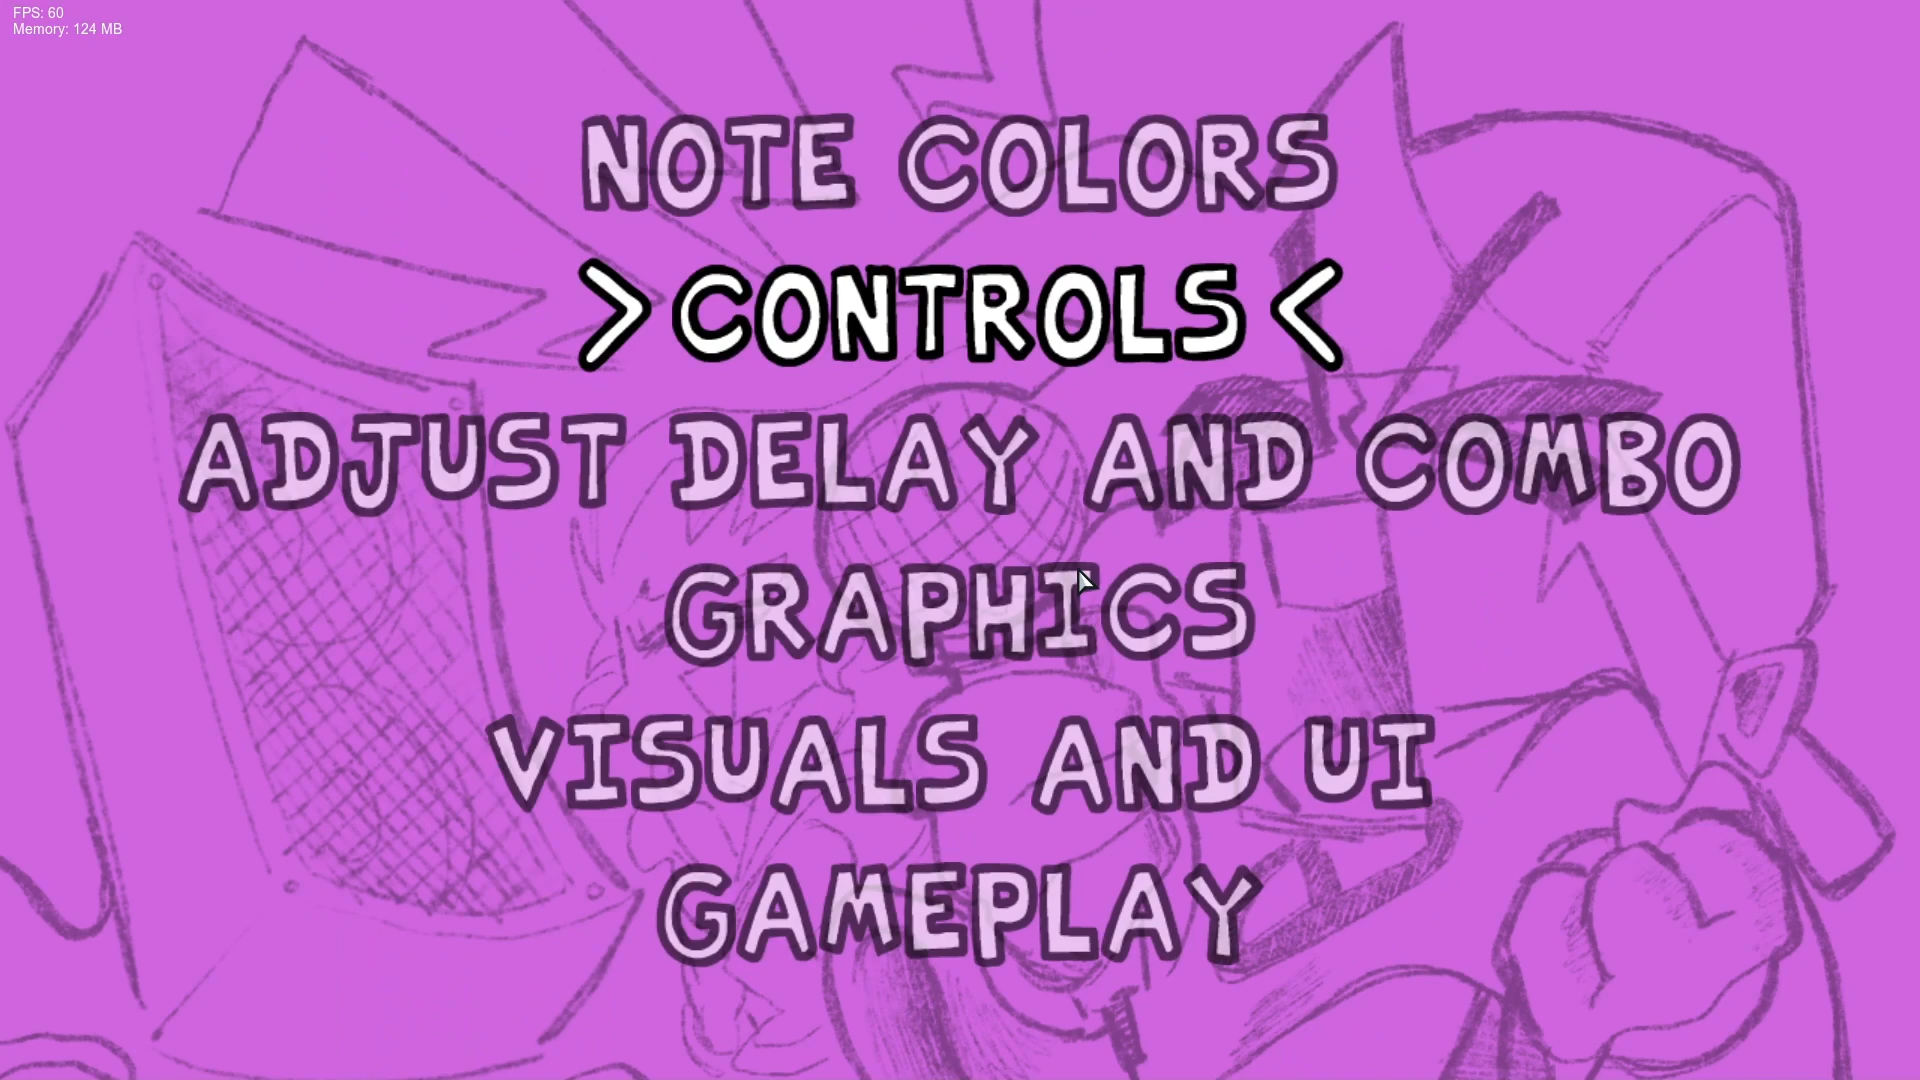 FPS: 60
Memory: 124 MB
NOTE COLORS
>CONTROLS<
ADJUST DELAY AND COMBO
GRAPHICS
VISUALS AND UI
GAMEPLAY